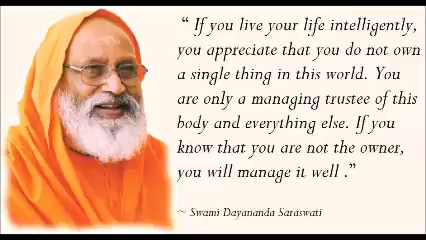 “ If you live your life intelligently,
you appreciate that you do not own
a single thing in this world. You
are only a managing trustee of this
body and everything else. If you
know that you are not the owner,
you will manage it well .”
~ Swami Dayananda Saraswati